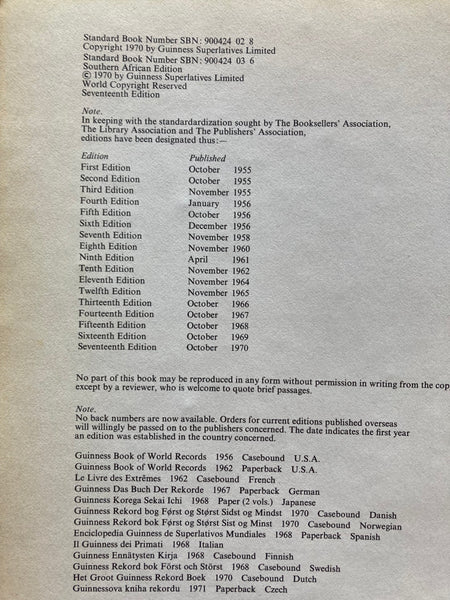 Standard Book Number SBN: 900424 02 8
Copyright 1970 by Guinness Superlatives Limited
Standard Book Number SBN: 900424 03 6
Southern African Edition
© 1970 by Guinness Superlatives Limited
World Copyright Reserved
Seventeenth Edition
Note.
In keeping with the standardardization sought by The Booksellers' Association,
The Library Association and The Publishers' Association,
editions have been designated thus:—
Edition Published
First Edition October 1955
Second Edition October 1955
Third Edition November 1955
Fourth Edition January 1956
Fifth Edition October 1956
Sixth Edition December 1956
Seventh Edition November 1958
Eighth Edition November 1960
Ninth Edition April 1961
Tenth Edition November 1962
Eleventh Edition November 1964
Twelfth Edition November 1965
Thirteenth Edition October 1966
Fourteenth Edition October 1967
Fifteenth Edition October 1968
Sixteenth Edition October 1969
Seventeenth Edition October 1970
No part of this book may be reproduced in any form without permission in writing from the cop
except by a reviewer, who is welcome to quote brief passages.
Note.
No back numbers are now available. Orders for current editions published overseas
will willingly be passed on to the publishers concerned. The date indicates the first year
an edition was established in the country concerned.
Guinness Book of World Records 1956 Casebound U.S.A.
Guinness Book of World Records 1962 Paperback U.S.A.
Le Livre des Extrêmes 1962 Casebound French
Guinness Das Buch Der Rekorde 1967 Paperback German
Guinness Korega Sekai Ichi 1968 Paper (2 vols.) Japanese
Guinness Rekord bog Først og Størst Sidst og Mindst 1967 Casebound Danish
Guinness Rekord bok Først og Størst Sist og Minst 1970 Casebound Norwegian
Enciclopedia Guinness de Superlativos Mundiales 1968 Paperback Spanish
Il Guinness dei Primati 1968 Italian
Guinness Ennätysten Kirja 1968 Casebound Finnish
Guinness Rekord bok Först och Störst 1968 Casebound Swedish
Het Groot Guinness Rekord Boek 1970 Casebound Dutch
Guinnessova kniha rekordu 1971 Paperback Czech